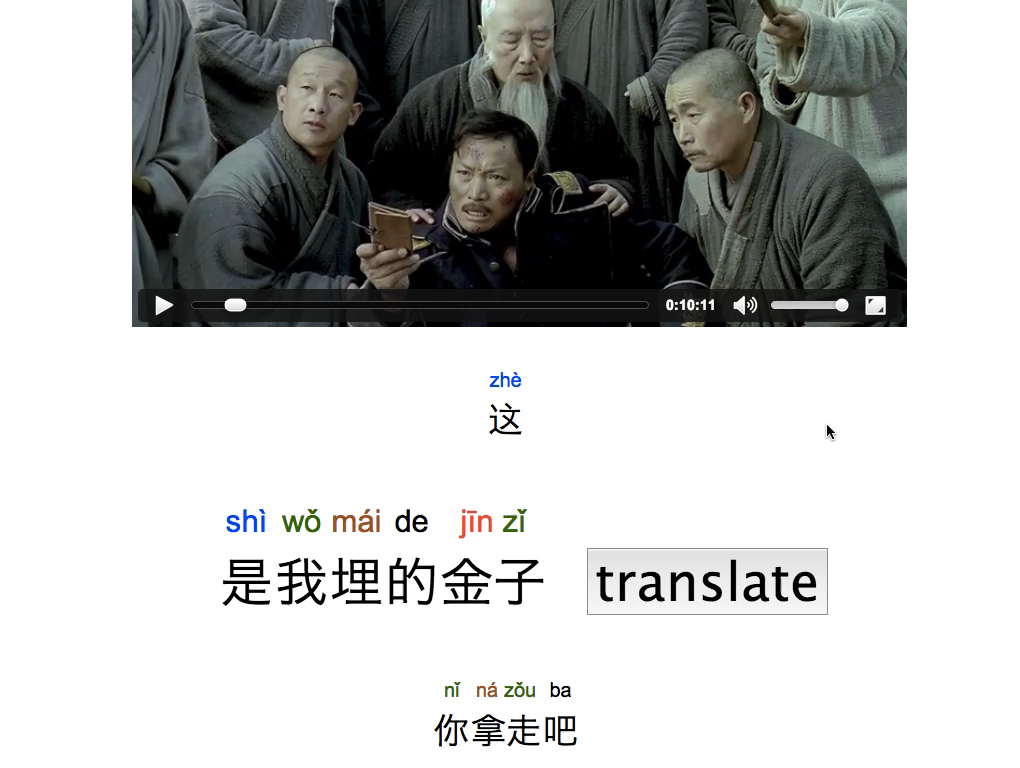 0:10:11
zhè
这
shì wǒ mái de jīn zǐ
是我埋的金子 translate
nǐ ná zǒu ba
你拿走吧